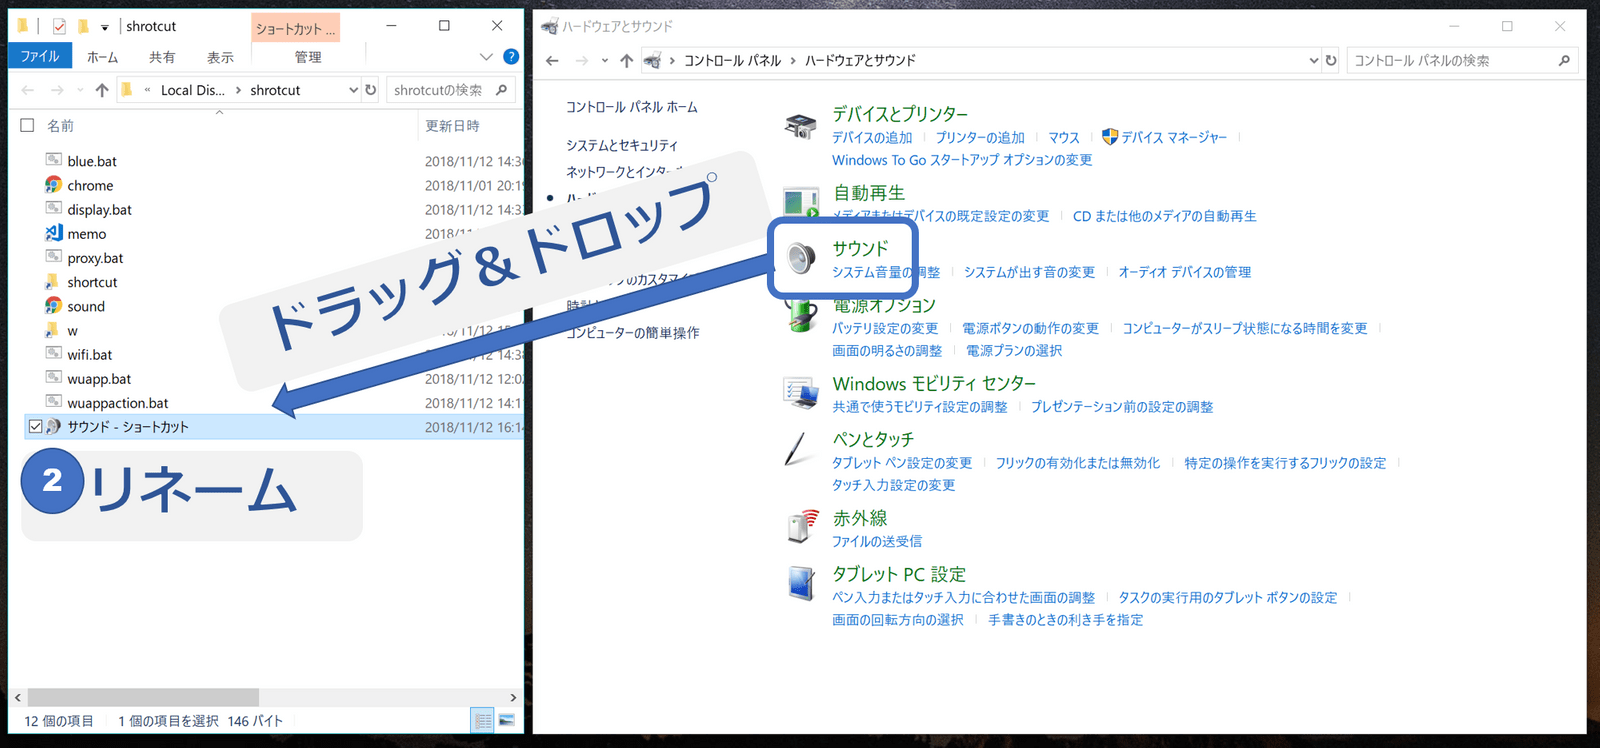 shrotcut
ショートカット ...
ファイル
ホーム
共有
表示
管理
Local Dis...
shrotcut
shrotcutの検索
名前
更新日時
blue.bat
2018/11/12 14:3
chrome
2018/11/01 20:19
display.bat
2018/11/12 14:3
memo
2018/11/1
proxy.bat
shortcut
sound
w
wifi.bat
14:38
wuapp.bat
2018/11/12 12:02
wuappaction.bat
2018/11/12 14:1
サウンド - ショートカット
2018/11/12 16:14
2
リネーム
12 個の項目
1 個の項目を選択 146 バイト
ドラッグ&ドロップ
ハードウェアとサウンド
コントロール パネル
ハードウェアとサウンド
コントロール パネルの検索
コントロール パネル ホーム
システムとセキュリティ
ネットワークとインター
のカスタマイ
コンピューターの簡単操作
デバイスとプリンター
デバイスの追加
プリンターの追加
マウス
デバイス マネージャー
Windows To Go スタートアップ オプションの変更
自動再生
メディアまたはデバイスの既定設定の変更
CD または他のメディアの自動再生
サウンド
システム音量の調整
システムが出す音の変更
オーディオ デバイスの管理
電源オプション
バッテリ設定の変更
電源ボタンの動作の変更
コンピューターがスリープ状態になる時間を変更
画面の明るさの調整
電源プランの選択
Windows モビリティ センター
共通で使うモビリティ設定の調整
プレゼンテーション前の設定の調整
ペンとタッチ
タブレット ペン設定の変更
フリックの有効化または無効化
特定の操作を実行するフリックの設定
タッチ入力設定の変更
赤外線
ファイルの送受信
タブレット PC 設定
ペン入力またはタッチ入力に合わせた画面の調整
タスクの実行用のタブレット ボタンの設定
画面の回転方向の選択
手書きのときの利き手を指定